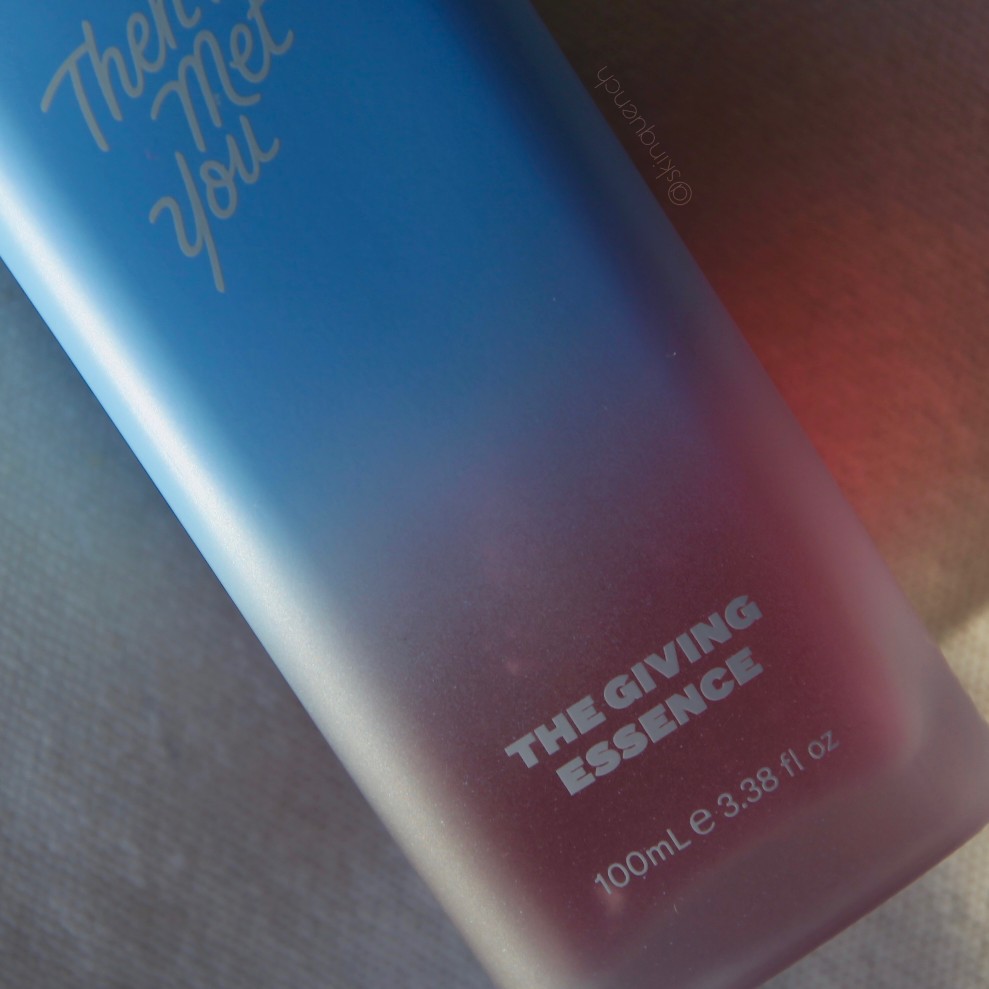 Then
Met
You
@skinquench
THE GIVING
ESSENCE
100mL e 3.38 fl oz